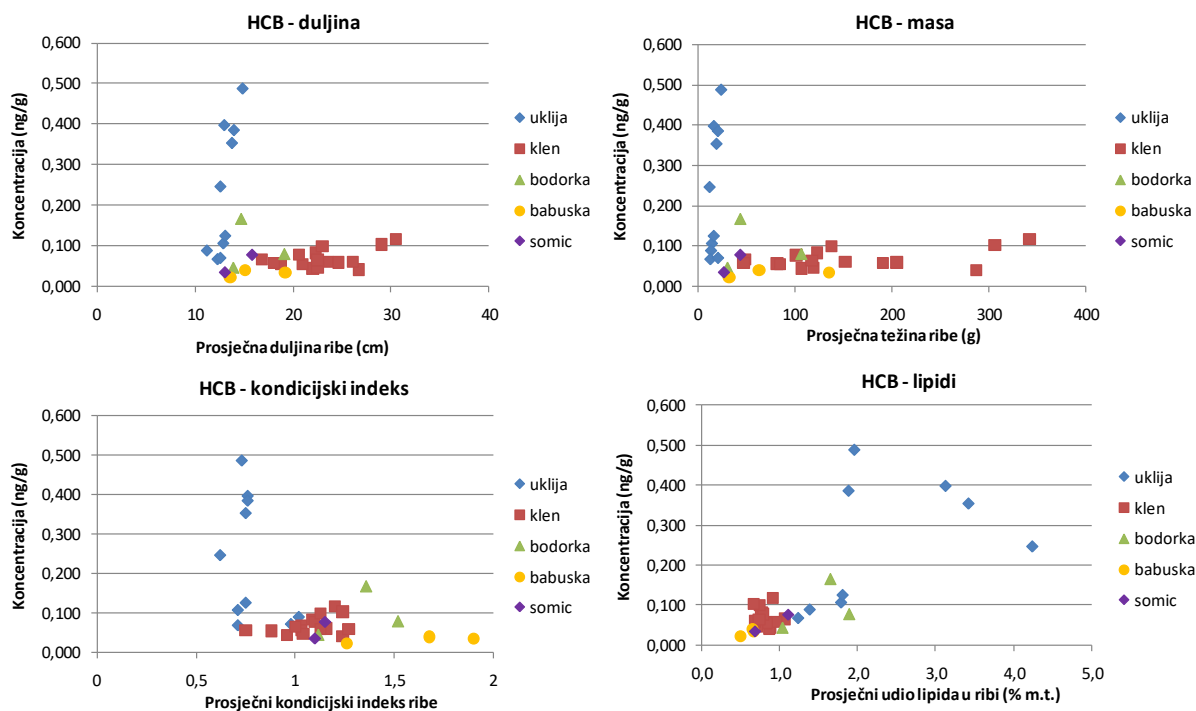 HCB - duljina
0,600
0,500
0,400
0,300
0,200
0,100
0,000
0 10 20 30 40
Koncentracija (ng/g)
Prosječna duljina ribe (cm)
uklija
klen
bodorka
babuska
somic
HCB - masa
0,600
0,500
0,400
0,300
0,200
0,100
0,000
0 100 200 300 400
Koncentracija (ng/g)
Prosječna težina ribe (g)
uklija
klen
bodorka
babuska
somic
HCB - kondicijski indeks
0,600
0,500
0,400
0,300
0,200
0,100
0,000
0 0,5 1 1,5 2
Koncentracija (ng/g)
Prosječni kondicijski indeks ribe
uklija
klen
bodorka
babuska
somic
HCB - lipidi
0,600
0,500
0,400
0,300
0,200
0,100
0,000
0,0 1,0 2,0 3,0 4,0 5,0
Koncentracija (ng/g)
Prosječni udio lipida u ribi (% m.t.)
uklija
klen
bodorka
babuska
somic